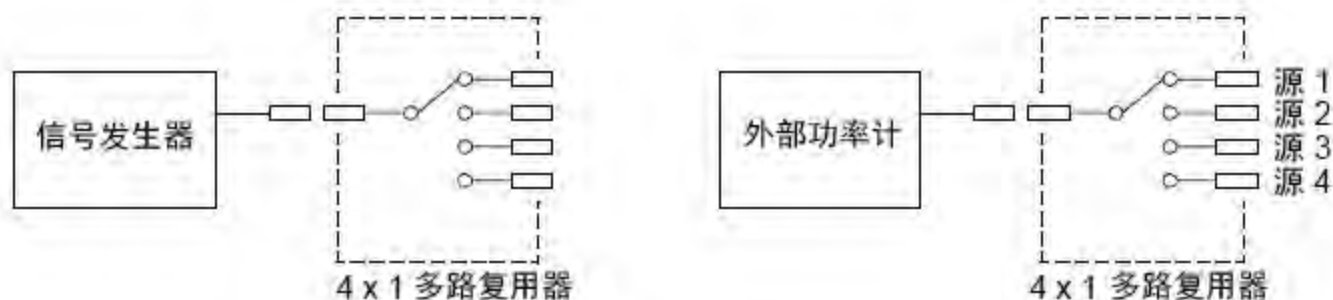 信号发生器
4 x 1 多路复用器
外部功率计
源 1
源 2
源 3
源 4
4 x 1 多路复用器